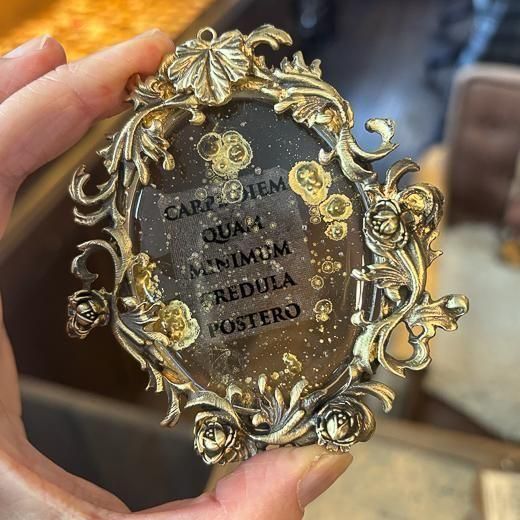 CARPE DIEM
QUAM
MINIMUM
CREDULA
POSTERO